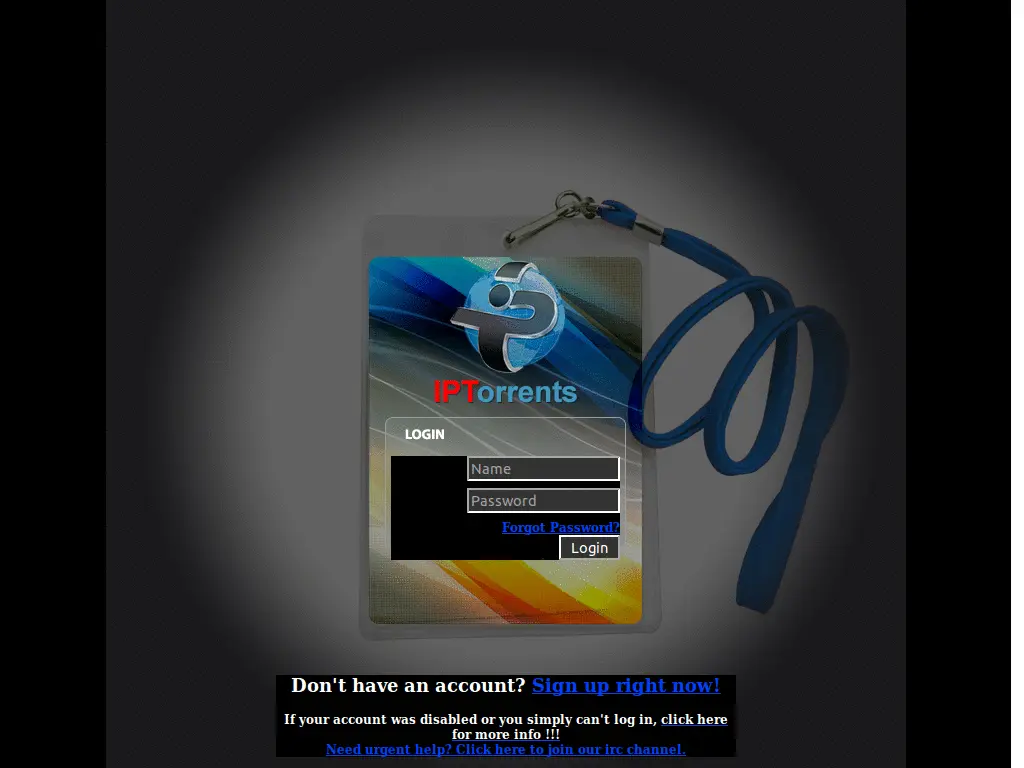 IPTorrents
LOGIN
Name
Password
Forgot Password?
Login
Don't have an account? Sign up right now!
If your account was disabled or you simply can't log in, click here
for more info !!!
Need urgent help? Click here to join our irc channel.